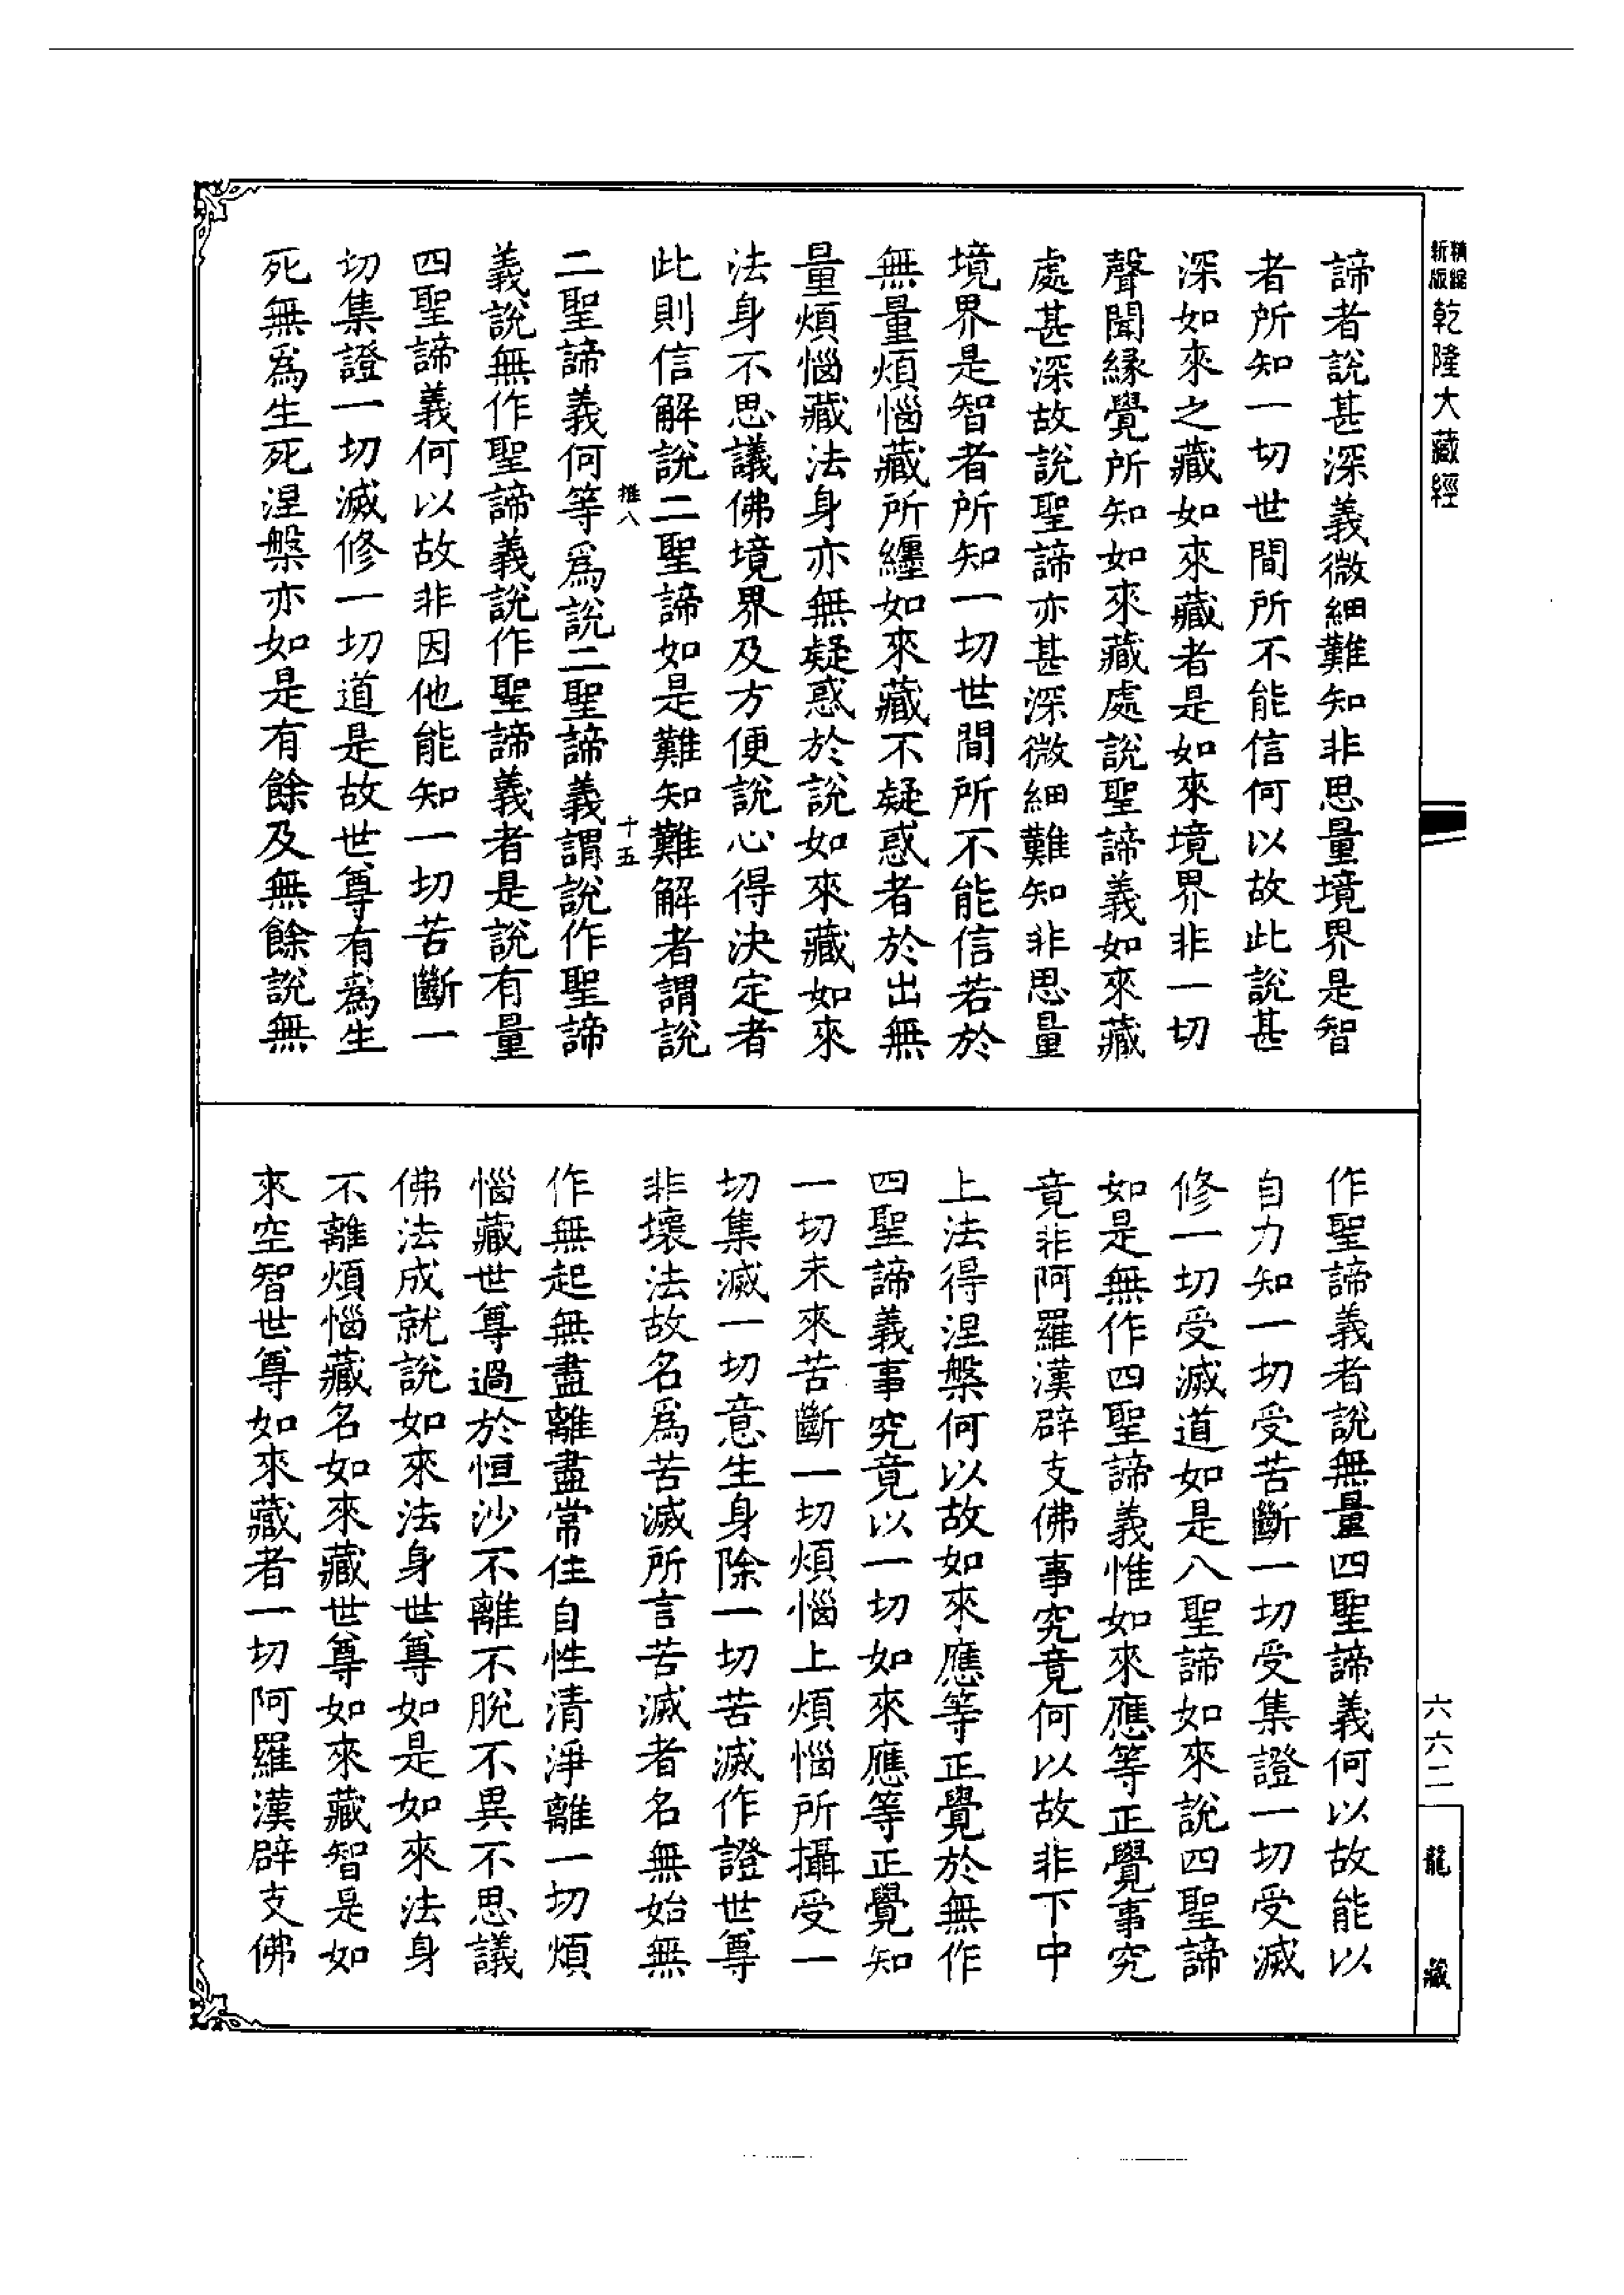 精編
新版
乾隆大藏經
諦者說甚深義微細難知非思量境界是智
者所知一切世間所不能信何以故此說甚
深如來之藏如來藏者是如來境界非一切
聲聞緣覺所知如來藏處說聖諦義如來藏
處甚深故說聖諦亦甚深微細難知非思量
境界是智者所知一切世間所不能信若於
無量煩惱藏所纏如來藏不疑惑者於出無
量煩惱藏法身亦無疑惑於說如來藏如來
法身不思議佛境界及方便說心得決定者
此則信解說二聖諦如是難知難解者謂說
推八
十五
二聖諦義何等爲說二聖諦義謂說作聖諦
義說無作聖諦義說作聖諦義者是說有量
四聖諦義何以故非因他能知一切苦斷一
切集證一切滅修一切道是故世尊有爲生
死無爲生死涅槃亦如是有餘及無餘說無
作聖諦義者說無量四聖諦義何以故能以
自力知一切受苦斷一切受集證一切受滅
修一切受滅道如是八聖諦如來說四聖諦
如是無作四聖諦義惟如來應等正覺事究
竟非阿羅漢辟支佛事究竟何以故非下中
上法得涅槃何以故如來應等正覺於無作
四聖諦義事究竟以一切如來應等正覺知
一切未來苦斷一切煩惱上煩惱所攝受一
切集滅一切意生身除一切苦滅作證世尊
非壞法故名爲苦滅所言苦滅者名無始無
作無起無盡離盡常住自性清淨離一切煩
惱藏世尊過於恒沙不離不脫不異不思議
佛法成就說如來法身世尊如是如來法身
不離煩惱藏名如來藏世尊如來藏智是如
來空智世尊如來藏者一切阿羅漢辟支佛
六六二
龍藏